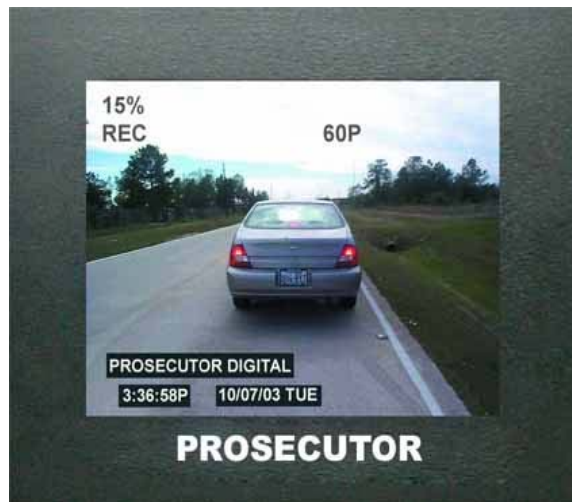 15%
REC 60P
PROSECUTOR DIGITAL
3:36:58P 10/07/03 TUE
PROSECUTOR